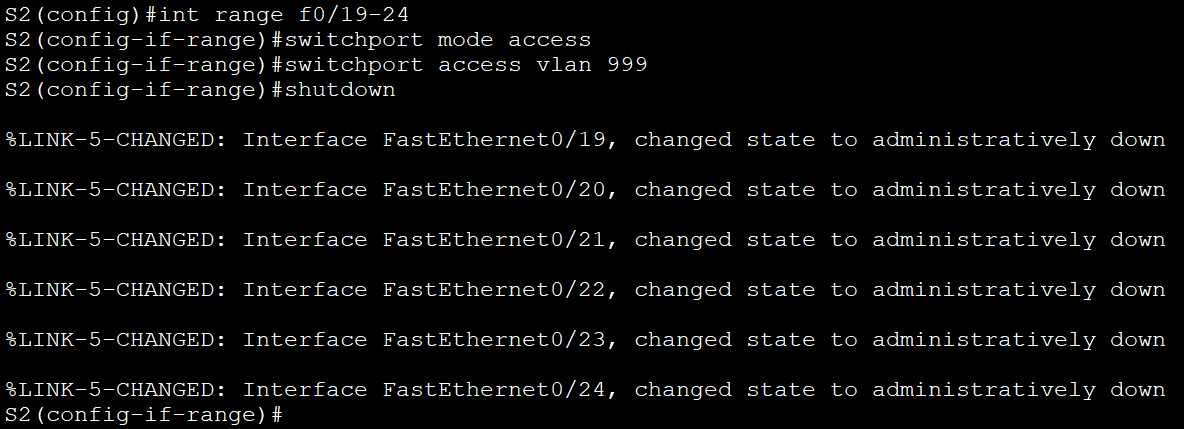 S2(config)#int range f0/19-24
S2(config-if-range)#switchport mode access
S2(config-if-range)#switchport access vlan 999
S2(config-if-range)#shutdown
%LINK-5-CHANGED: Interface FastEthernet0/19, changed state to administratively down
%LINK-5-CHANGED: Interface FastEthernet0/20, changed state to administratively down
%LINK-5-CHANGED: Interface FastEthernet0/21, changed state to administratively down
%LINK-5-CHANGED: Interface FastEthernet0/22, changed state to administratively down
%LINK-5-CHANGED: Interface FastEthernet0/23, changed state to administratively down
%LINK-5-CHANGED: Interface FastEthernet0/24, changed state to administratively down
S2(config-if-range)#